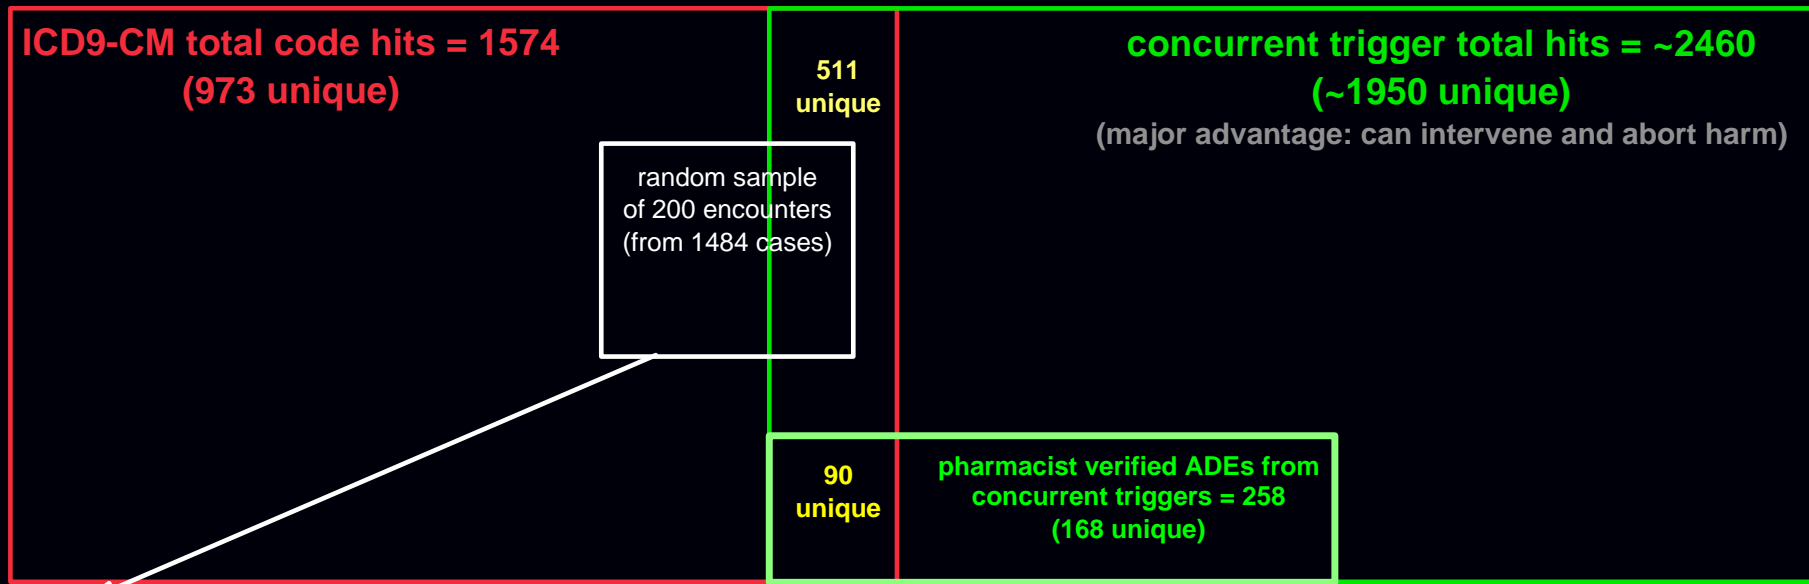 ICD9-CM total code hits = 1574
(973 unique)
511
unique
concurrent trigger total hits = ~2460
(~1950 unique)
(major advantage: can intervene and abort harm)
random sample
of 200 encounters
(from 1484 cases)
90
unique
pharmacist verified ADEs from
concurrent triggers = 258
(168 unique)